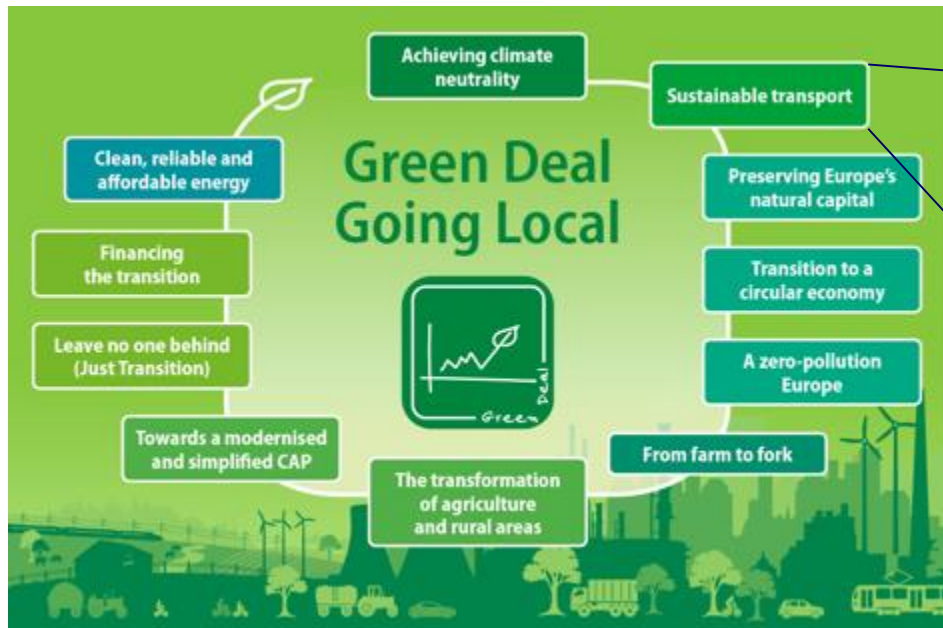 Achieving climate
neutrality
Sustainable transport
Clean, reliable and
affordable energy
Green Deal
Going Local
Preserving Europe's
natural capital
Financing
the transition
Transition to a
circular economy
Leave no one behind
(Just Transition)
A zero-pollution
Europe
Green
Deal
Towards a modernised
and simplified CAP
From farm to fork
The transformation
of agriculture
and rural areas